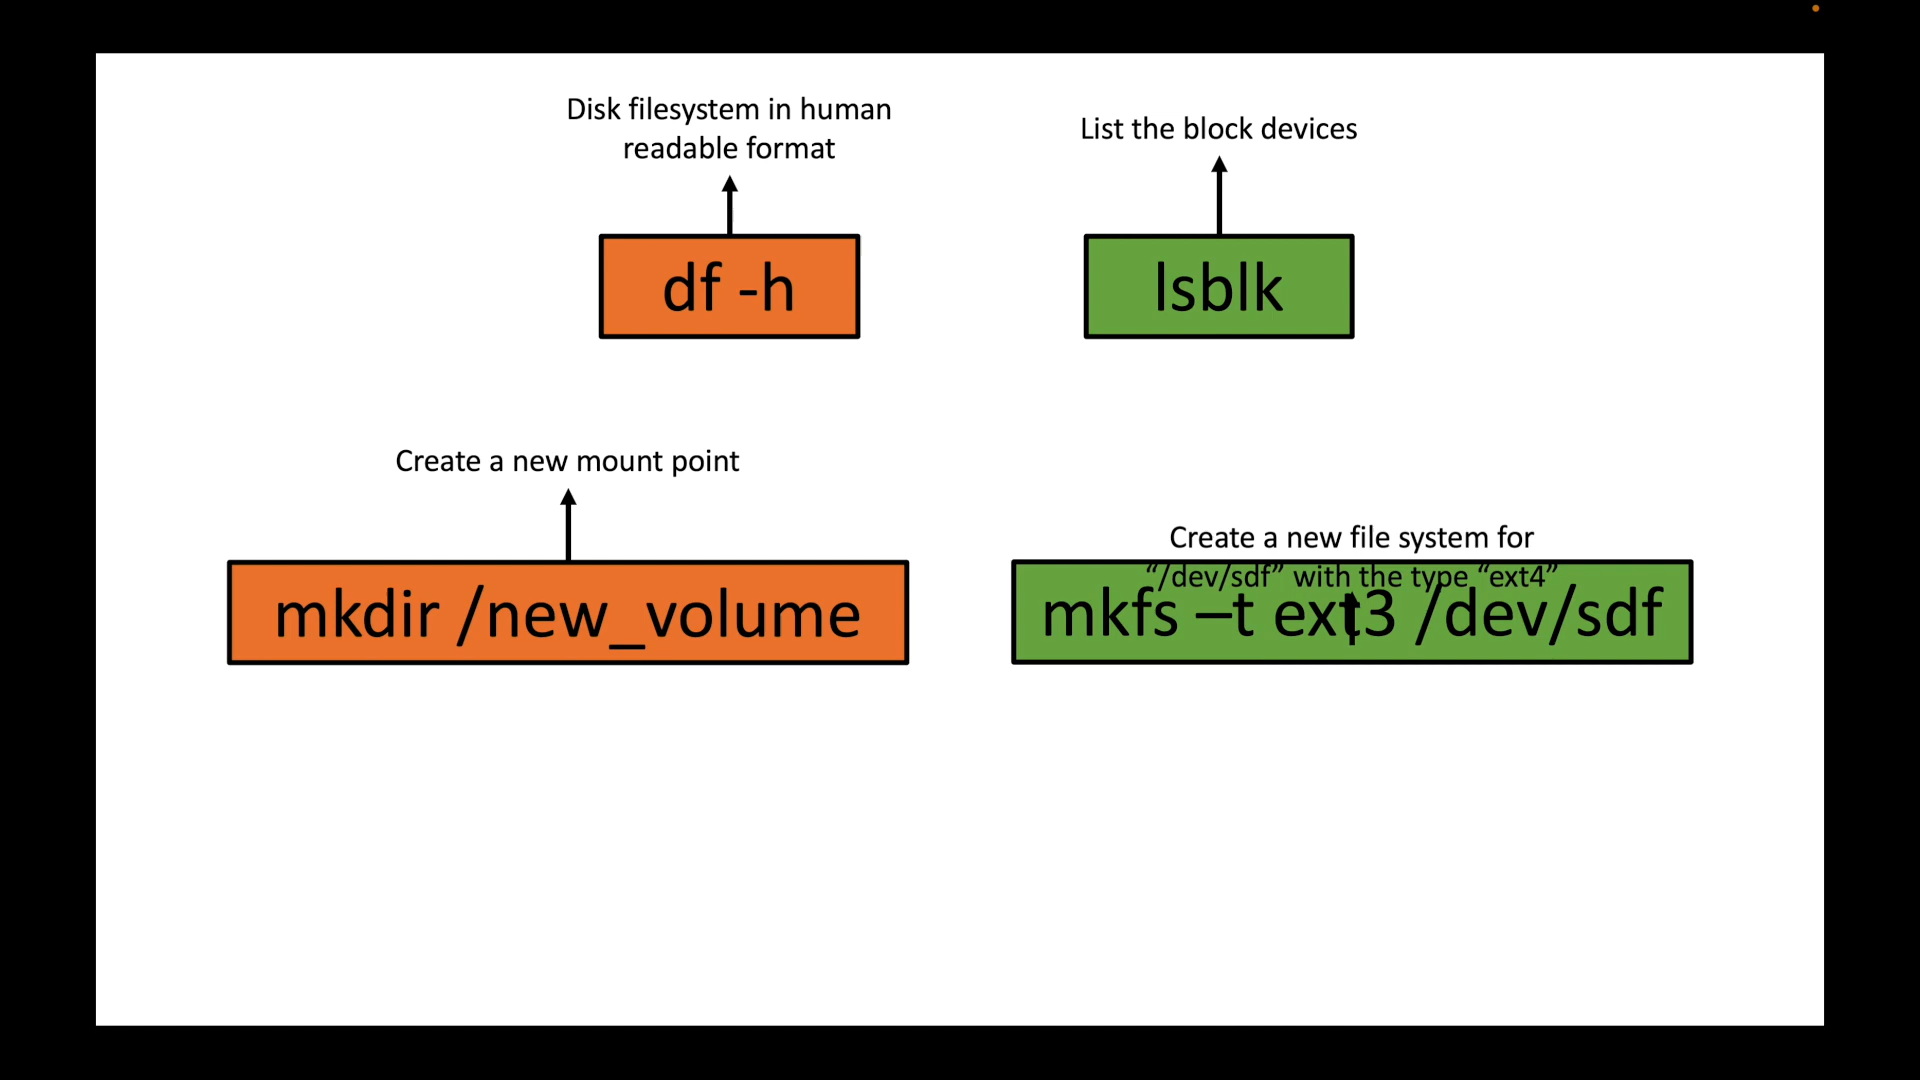 Disk filesystem in human
readable format
List the block devices
df -h
lsblk
Create a new mount point
mkdir /new_volume
Create a new file system for
“/dev/sdf” with the type “ext4”
mkfs –t ext3 /dev/sdf